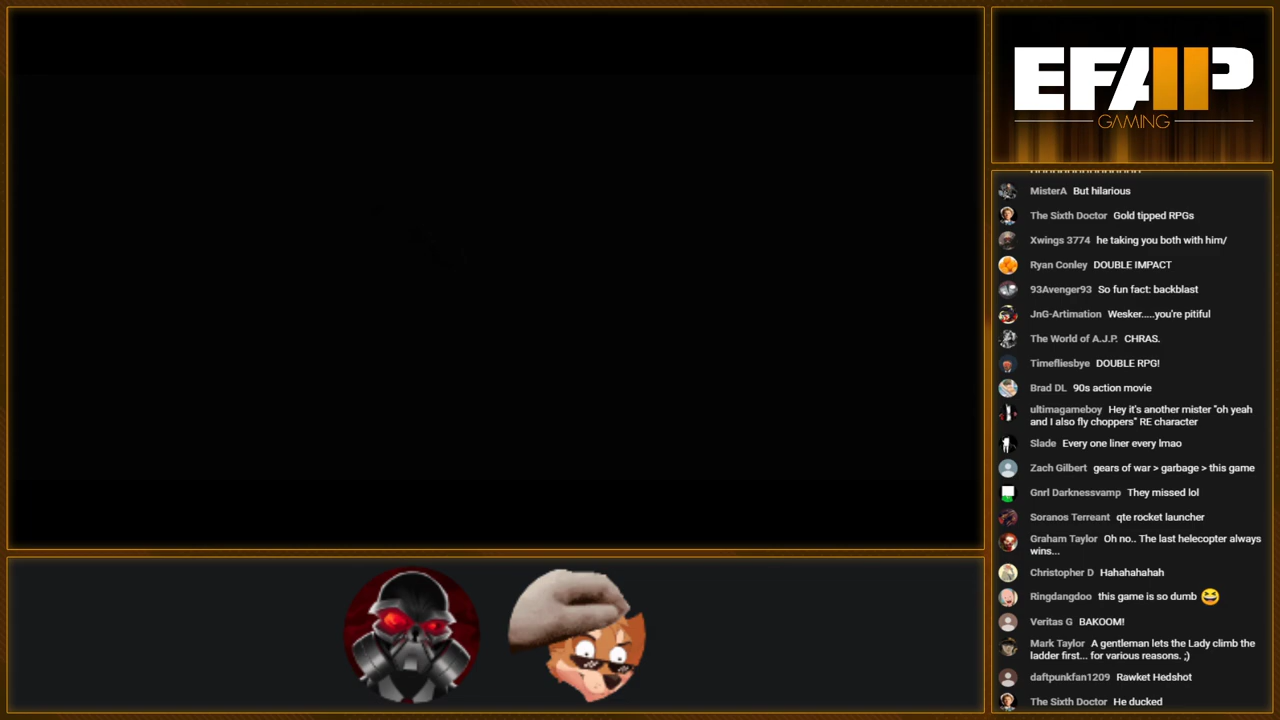 EFAP
GAMING
MisterA But hilarious
The Sixth Doctor Gold tipped RPGs
Xwings 3774 he taking you both with him/
Ryan Conley DOUBLE IMPACT
93Avenger93 So fun fact: backblast
JnG-Artimation Wesker.....you're pitiful
The World of A.J.P. CHRAS.
Timefliesbye DOUBLE RPG!
Brad DL 90s action movie
ultimagameboy Hey it's another mister "oh yeah
and I also fly choppers" RE character
Slade Every one liner every lmao
Zach Gilbert gears of war > garbage > this game
Gnrl Darknessvamp They missed lol
Soranos Terreant qte rocket launcher
Graham Taylor Oh no.. The last helecopter always
wins...
Christopher D Hahahahahah
Ringdangdoo this game is so dumb 😆
Veritas G BAKOOM!
Mark Taylor A gentleman lets the Lady climb the
ladder first... for various reasons. ;)
daftpunkfan1209 Rawket Hedshot
The Sixth Doctor He ducked